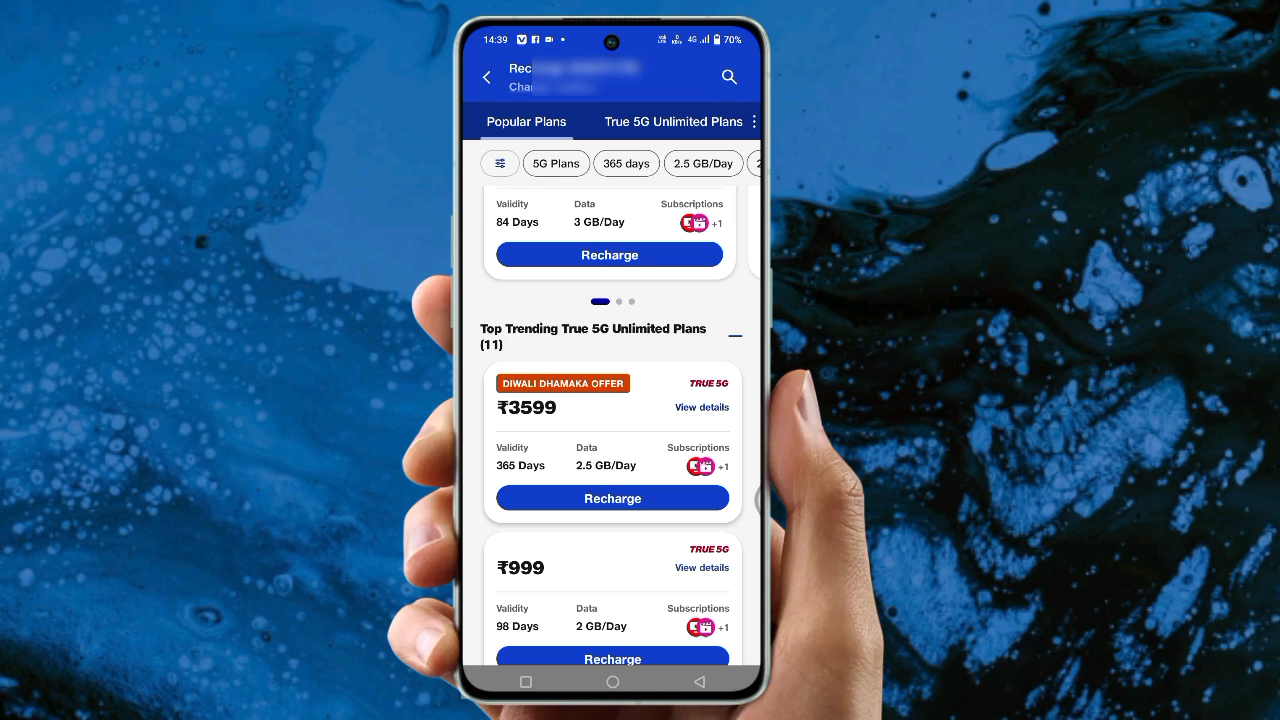 14:39
4G 70%
Rec
Cha
Popular Plans True 5G Unlimited Plans
5G Plans 365 days 2.5 GB/Day 2
Validity Data Subscriptions
84 Days 3 GB/Day +1
Recharge
Top Trending True 5G Unlimited Plans
(11)
DIWALI DHAMAKA OFFER TRUE 5G
₹3599 View details
Validity Data Subscriptions
365 Days 2.5 GB/Day +1
Recharge
TRUE 5G
₹999 View details
Validity Data Subscriptions
98 Days 2 GB/Day +1
Recharge